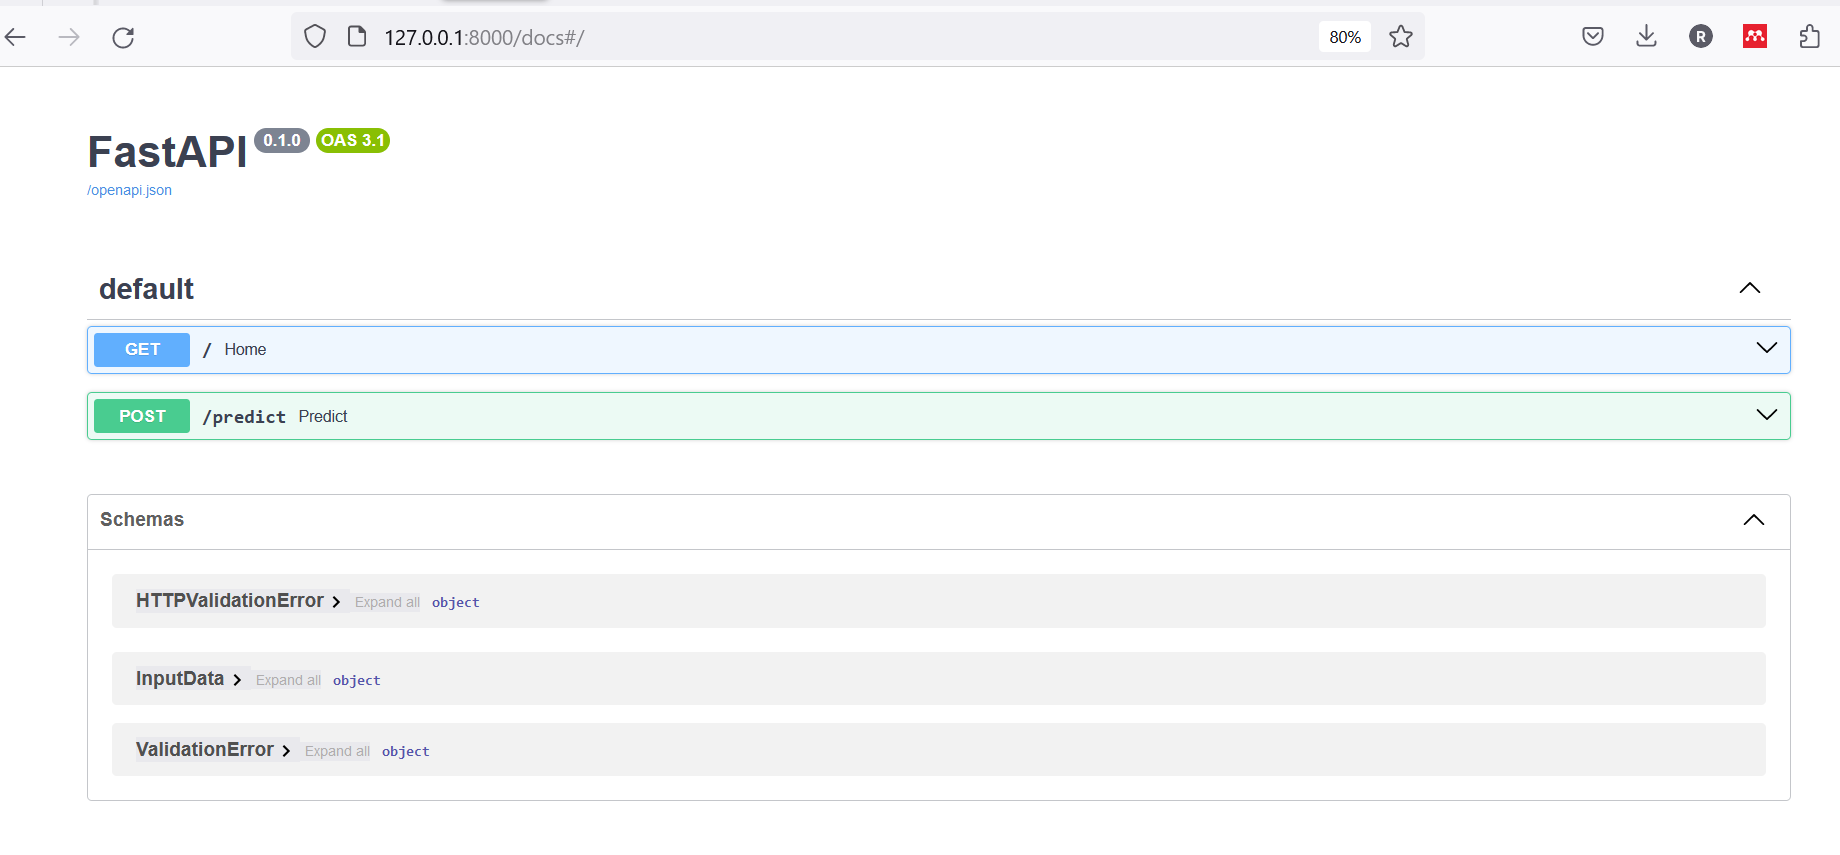 127.0.0.1:8000/docs#/
80%
R
FastAPI 0.1.0 OAS 3.1
/openapi.json
default
GET / Home
POST /predict Predict
Schemas
HTTPValidationError Expand all object
InputData Expand all object
ValidationError Expand all object